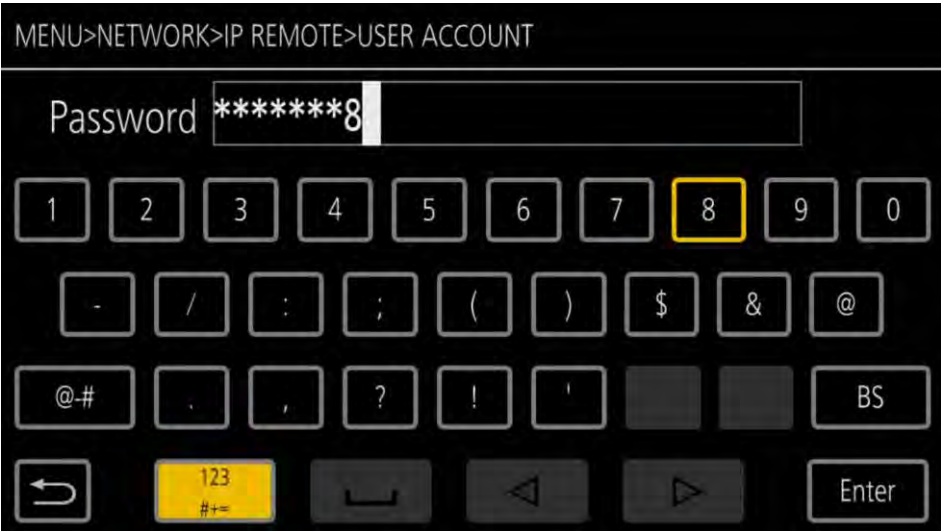 MENU>NETWORK>IP REMOTE>USER ACCOUNT
Password *******8
1 2 3 4 5 6 7 8 9 0
- / : ; ( ) $ & @
@-# . , ? ! ' BS
123
#+= Enter